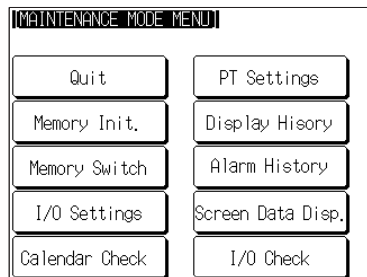 [MAINTENANCE MODE MENU]
Quit
PT Settings
Memory Init.
Display Hisory
Memory Switch
Alarm History
I/O Settings
Screen Data Disp.
Calendar Check
I/O Check